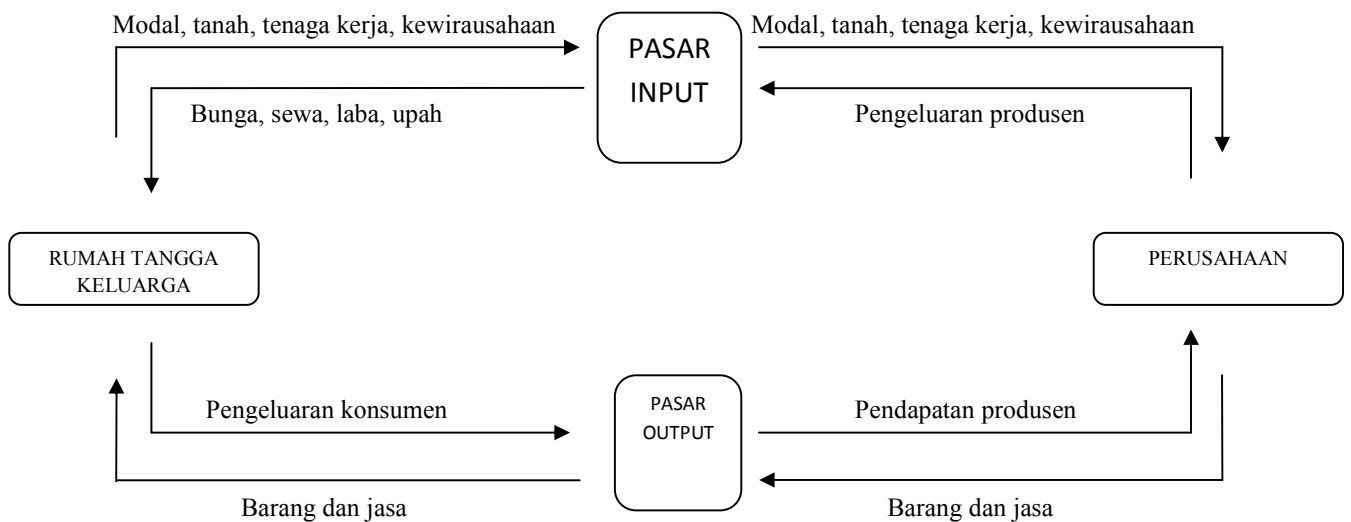 Modal, tanah, tenaga kerja, kewirausahaan
PASAR
INPUT
Modal, tanah, tenaga kerja, kewirausahaan
Bunga, sewa, laba, upah
Pengeluaran produsen
RUMAH TANGGA
KELUARGA
PERUSAHAAN
Pengeluaran konsumen
PASAR
OUTPUT
Pendapatan produsen
Barang dan jasa
Barang dan jasa